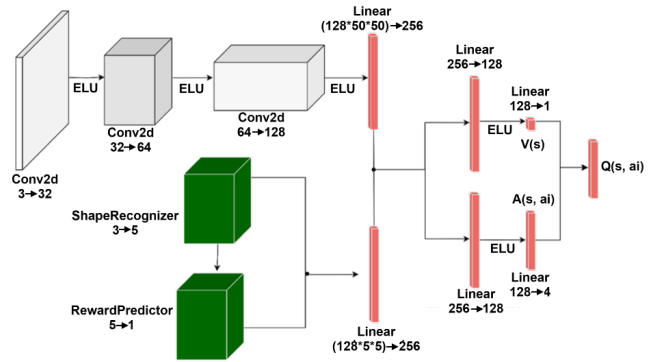 Linear
(128*50*50)→256
Linear
256→128
Linear
128→1
ELU
ELU
ELU
ELU
V(s)
Conv2d
32→64
Conv2d
64→128
Conv2d
3→32
Q(s, ai)
ShapeRecognizer
3→5
A(s, ai)
ELU
RewardPredictor
5→1
Linear
256→128
Linear
128→4
Linear
(128*5*5)→256